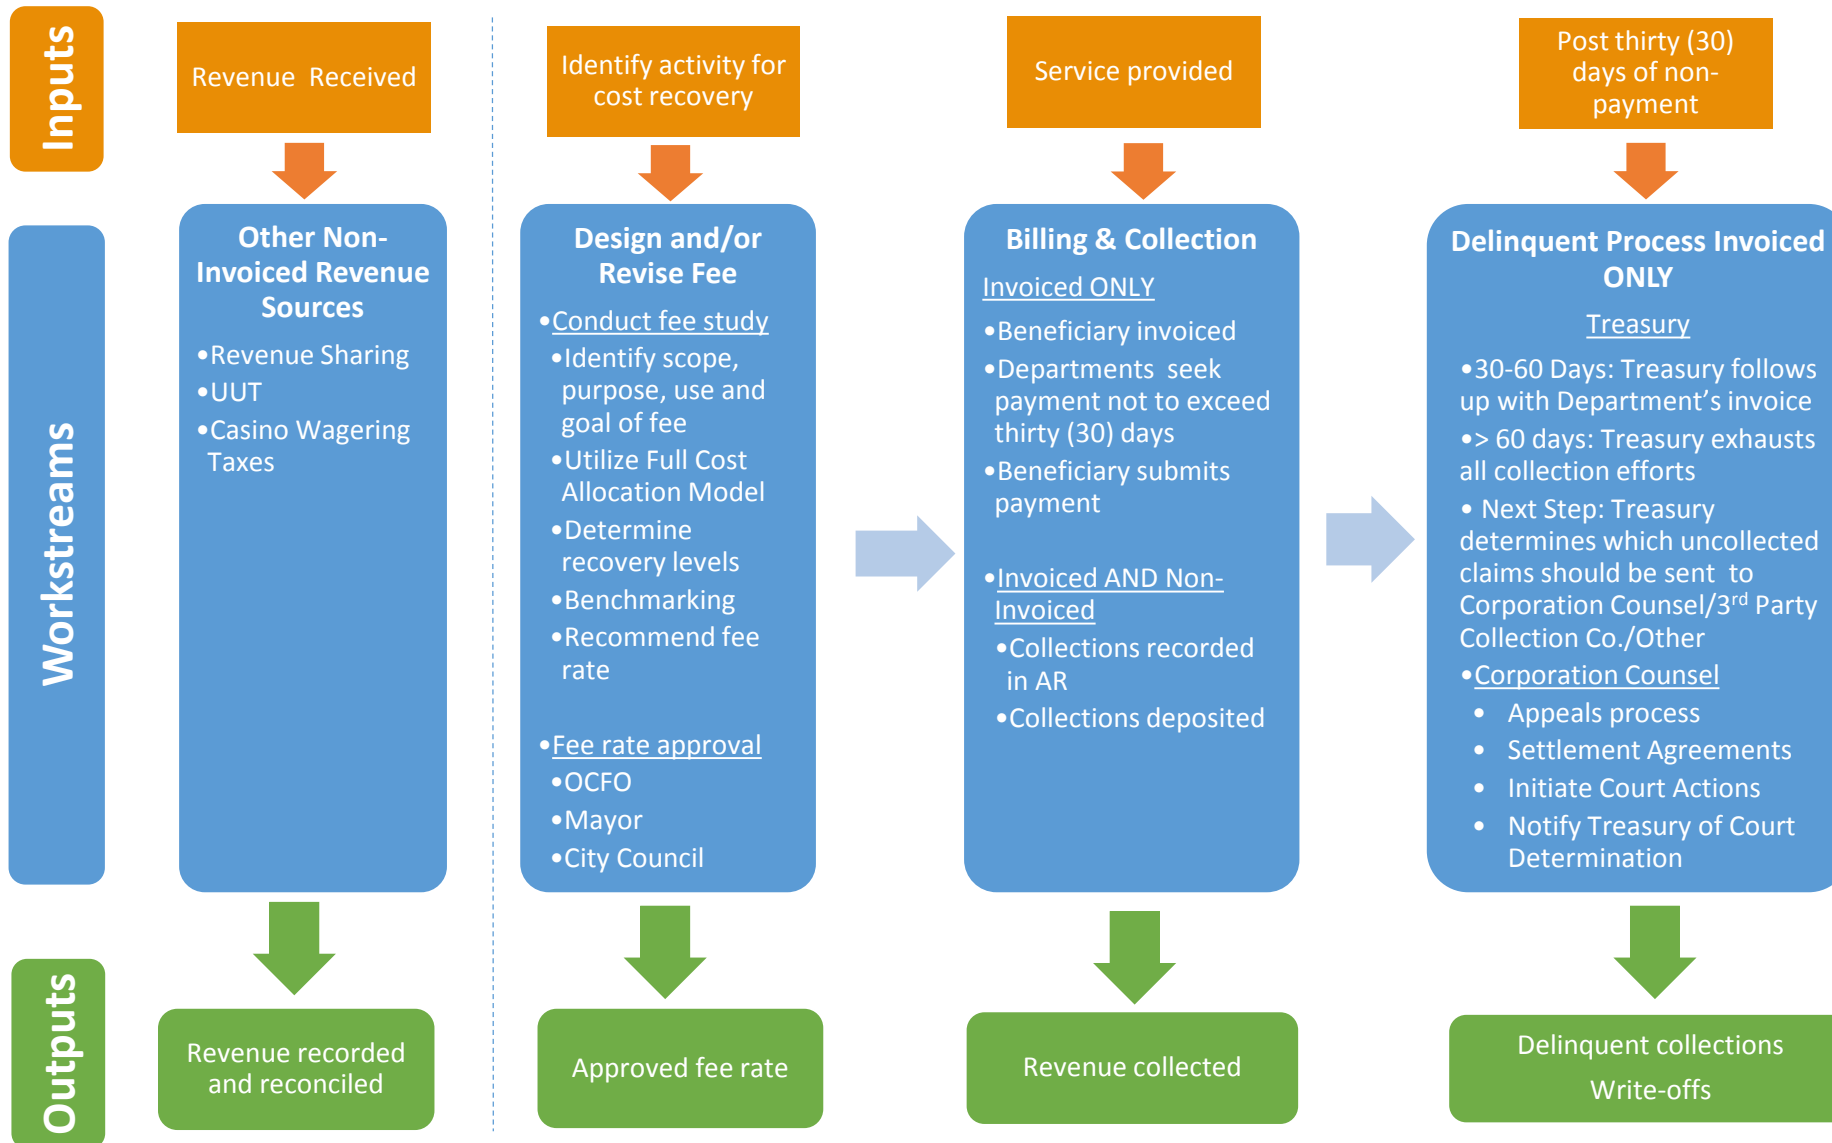 Inputs
Revenue Received
Identify activity for
cost recovery
Service provided
Post thirty (30)
days of non-
payment
Workstreams
Other Non-
Invoiced Revenue
Sources
•Revenue Sharing
•UUT
•Casino Wagering
Taxes
Design and/or
Revise Fee
•Conduct fee study
•Identify scope,
purpose, use and
goal of fee
•Utilize Full Cost
Allocation Model
•Determine
recovery levels
•Benchmarking
•Recommend fee
rate
•Fee rate approval
•OCFO
•Mayor
•City Council
Billing & Collection
Invoiced ONLY
•Beneficiary invoiced
•Departments seek
payment not to exceed
thirty (30) days
•Beneficiary submits
payment
•Invoiced AND Non-
Invoiced
•Collections recorded
in AR
•Collections deposited
Delinquent Process Invoiced
ONLY
Treasury
•30-60 Days: Treasury follows
up with Department’s invoice
•> 60 days: Treasury exhausts
all collection efforts
• Next Step: Treasury
determines which uncollected
claims should be sent to
Corporation Counsel/3rd Party
Collection Co./Other
•Corporation Counsel
• Appeals process
• Settlement Agreements
• Initiate Court Actions
• Notify Treasury of Court
Determination
Outputs
Revenue recorded
and reconciled
Approved fee rate
Revenue collected
Delinquent collections
Write-offs